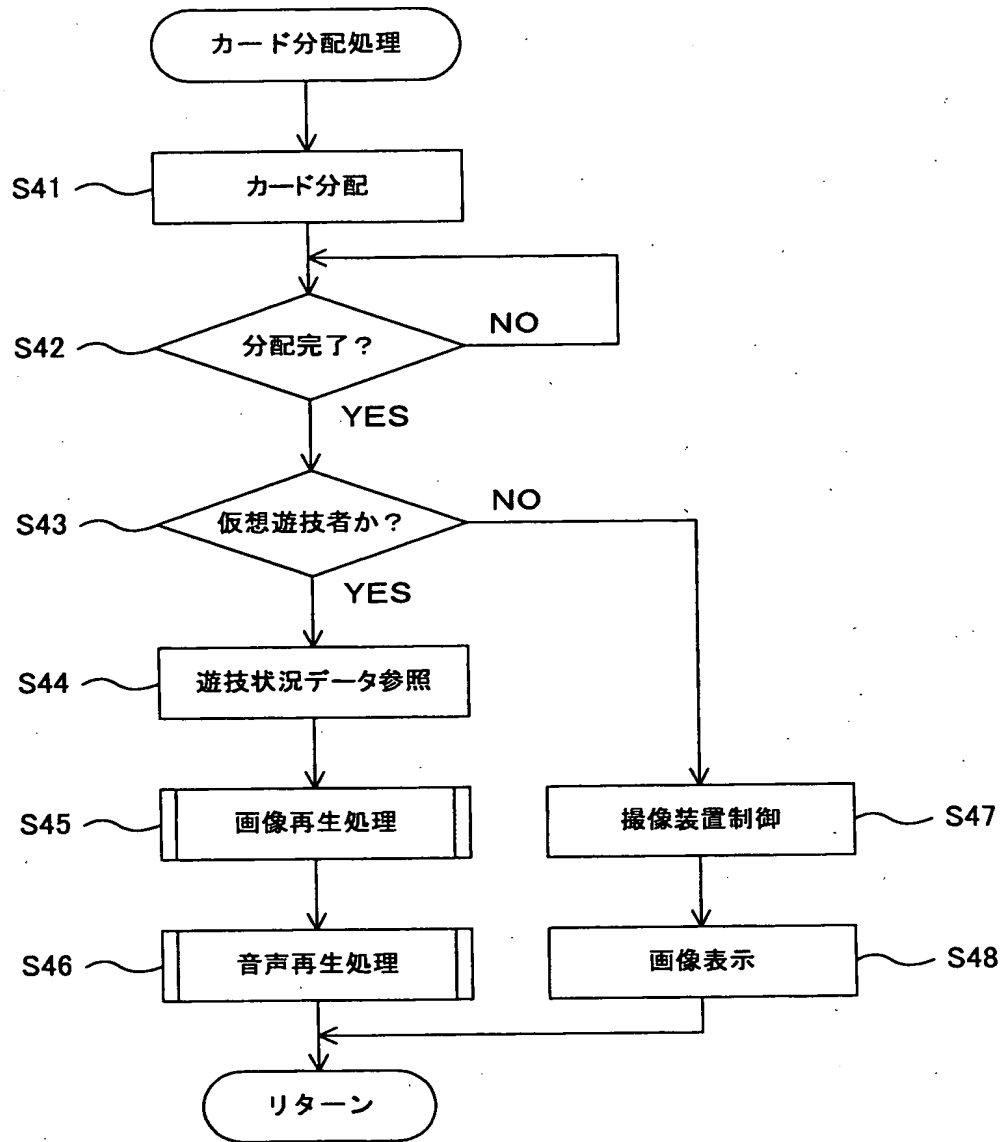 カード分配処理
S41
カード分配
S42
分配完了？
NO
YES
S43
仮想遊技者か？
NO
YES
S44
遊技状況データ参照
S45
画像再生処理
撮像装置制御
S47
S46
音声再生処理
画像表示
S48
リターン